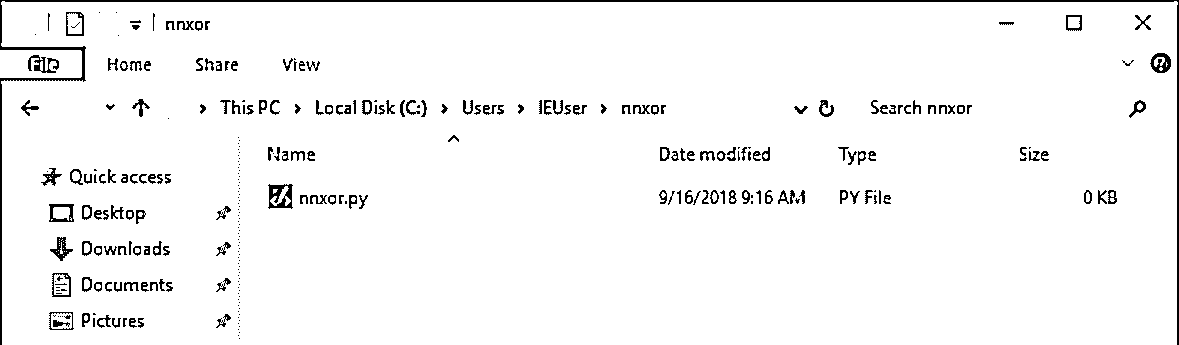 nnxor
File Home Share View
This PC Local Disk (C:) Users IEUser nnxor Search nnxor
Name Date modified Type Size
Quick access
nnxor.py 9/16/2018 9:16 AM PY File 0 KB
Desktop
Downloads
Documents
Pictures